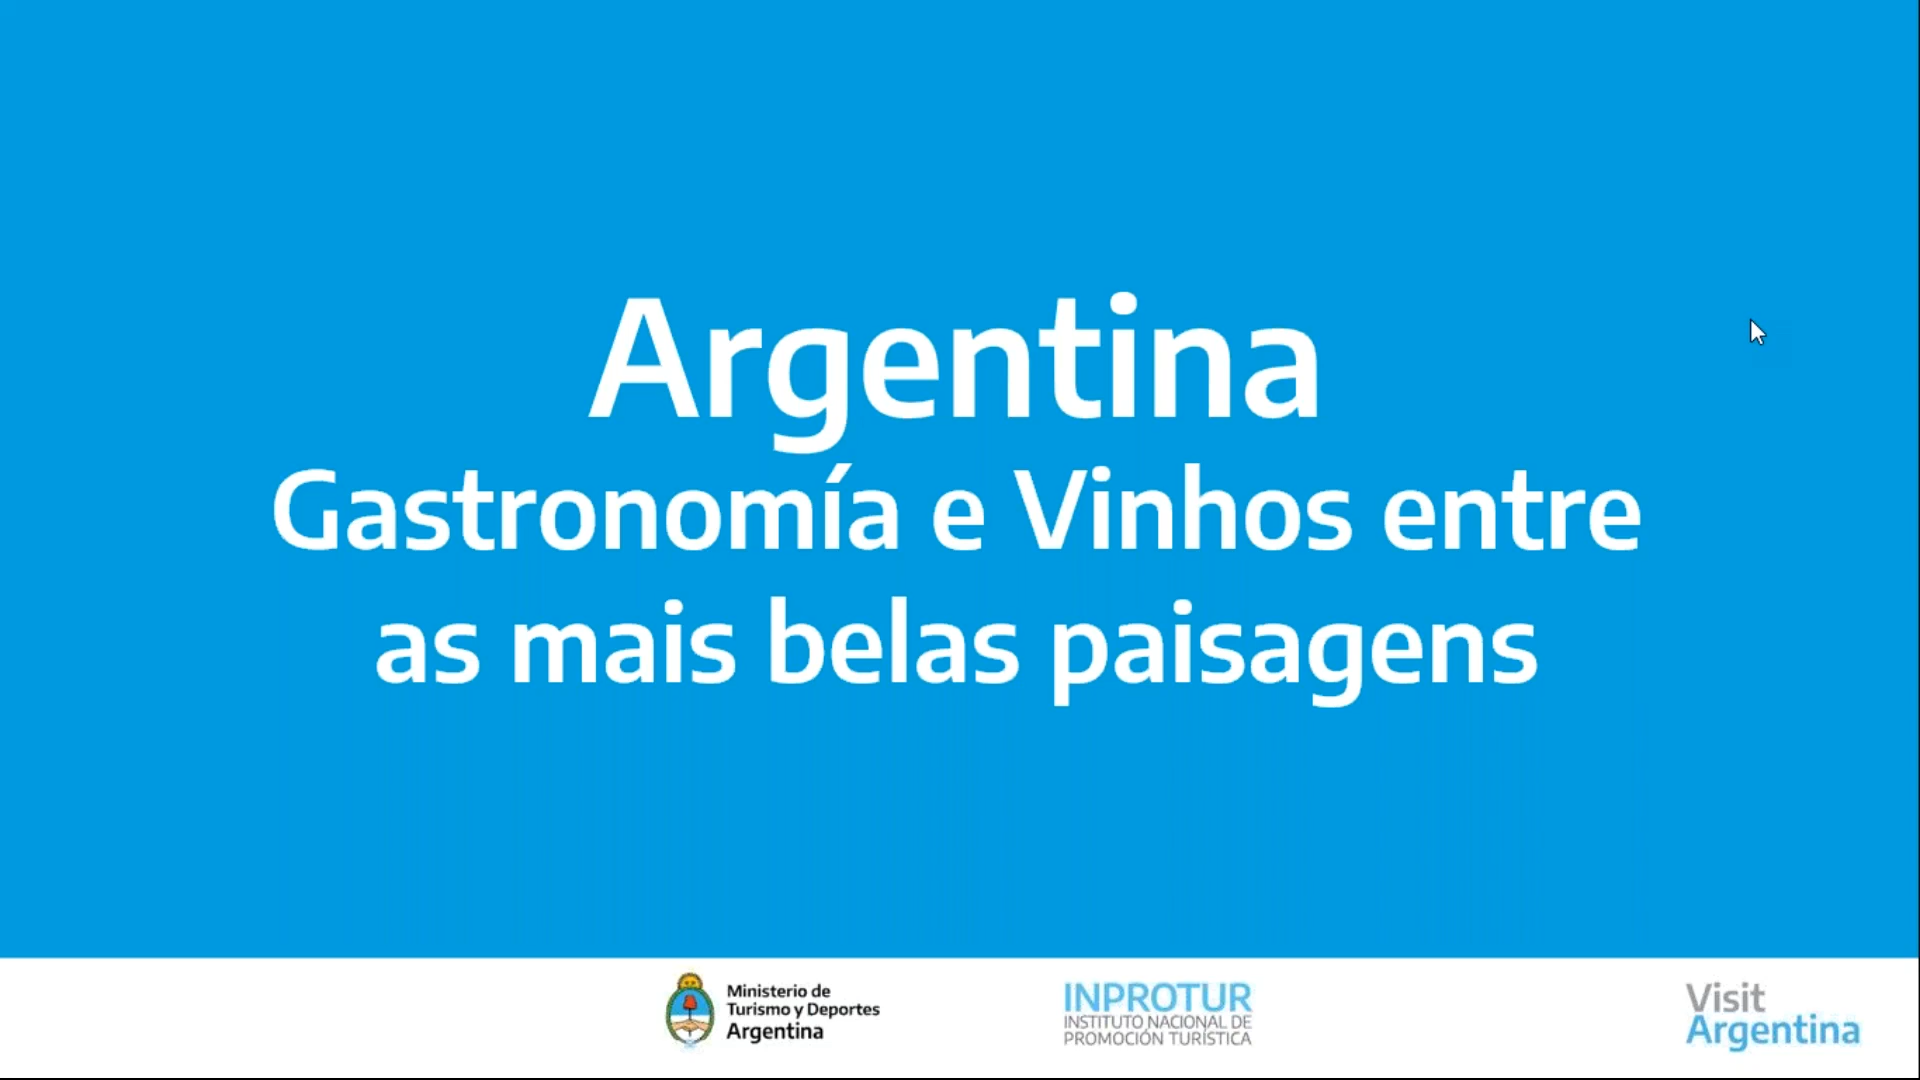 Argentina
Gastronomía e Vinhos entre
as mais belas paisagens
Ministerio de
Turismo y Deportes
Argentina
INPROTUR
INSTITUTO NACIONAL DE
PROMOCIÓN TURÍSTICA
Visit
Argentina